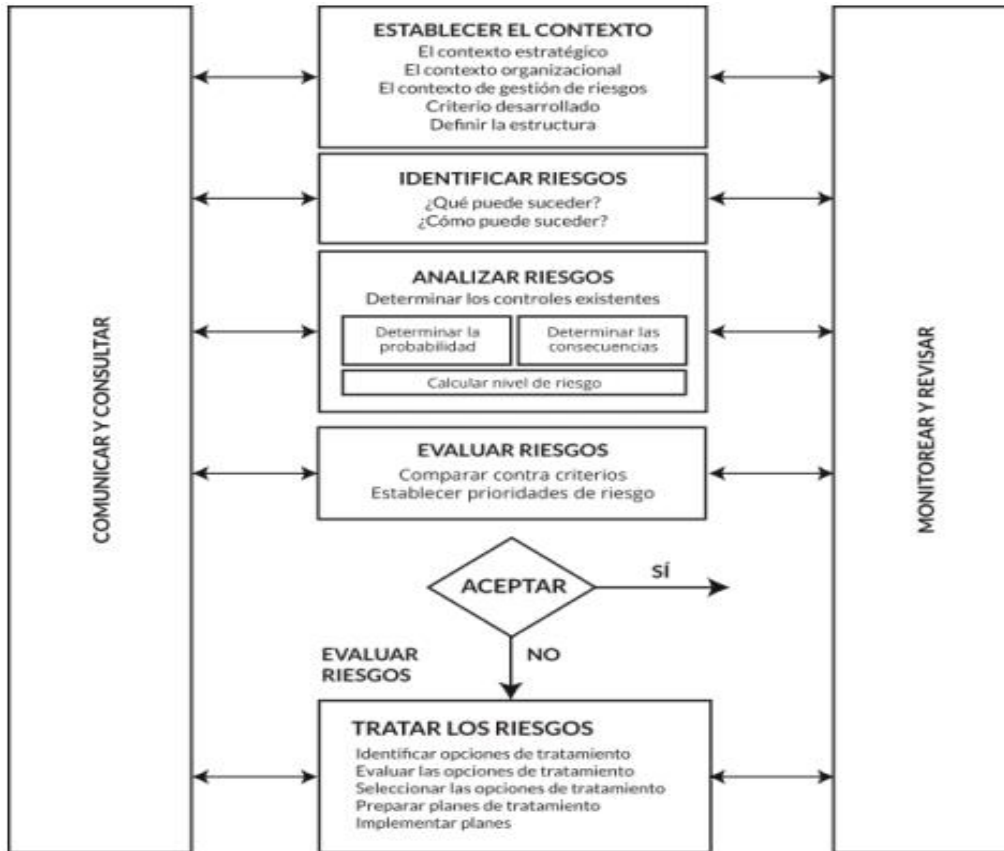 ESTABLECER EL CONTEXTO
El contexto estratégico
El contexto organizacional
El contexto de gestión de riesgos
Criterio desarrollado
Definir la estructura
IDENTIFICAR RIESGOS
¿Qué puede suceder?
¿Cómo puede suceder?
ANALIZAR RIESGOS
Determinar los controles existentes
Determinar la
probabilidad
Determinar las
consecuencias
Calcular nivel de riesgo
EVALUAR RIESGOS
Comparar contra criterios
Establecer prioridades de riesgo
ACEPTAR
SÍ
NO
EVALUAR
RIESGOS
TRATAR LOS RIESGOS
Identificar opciones de tratamiento
Evaluar las opciones de tratamiento
Seleccionar las opciones de tratamiento
Preparar planes de tratamiento
Implementar planes
COMUNICAR Y CONSULTAR
MONITOREAR Y REVISAR